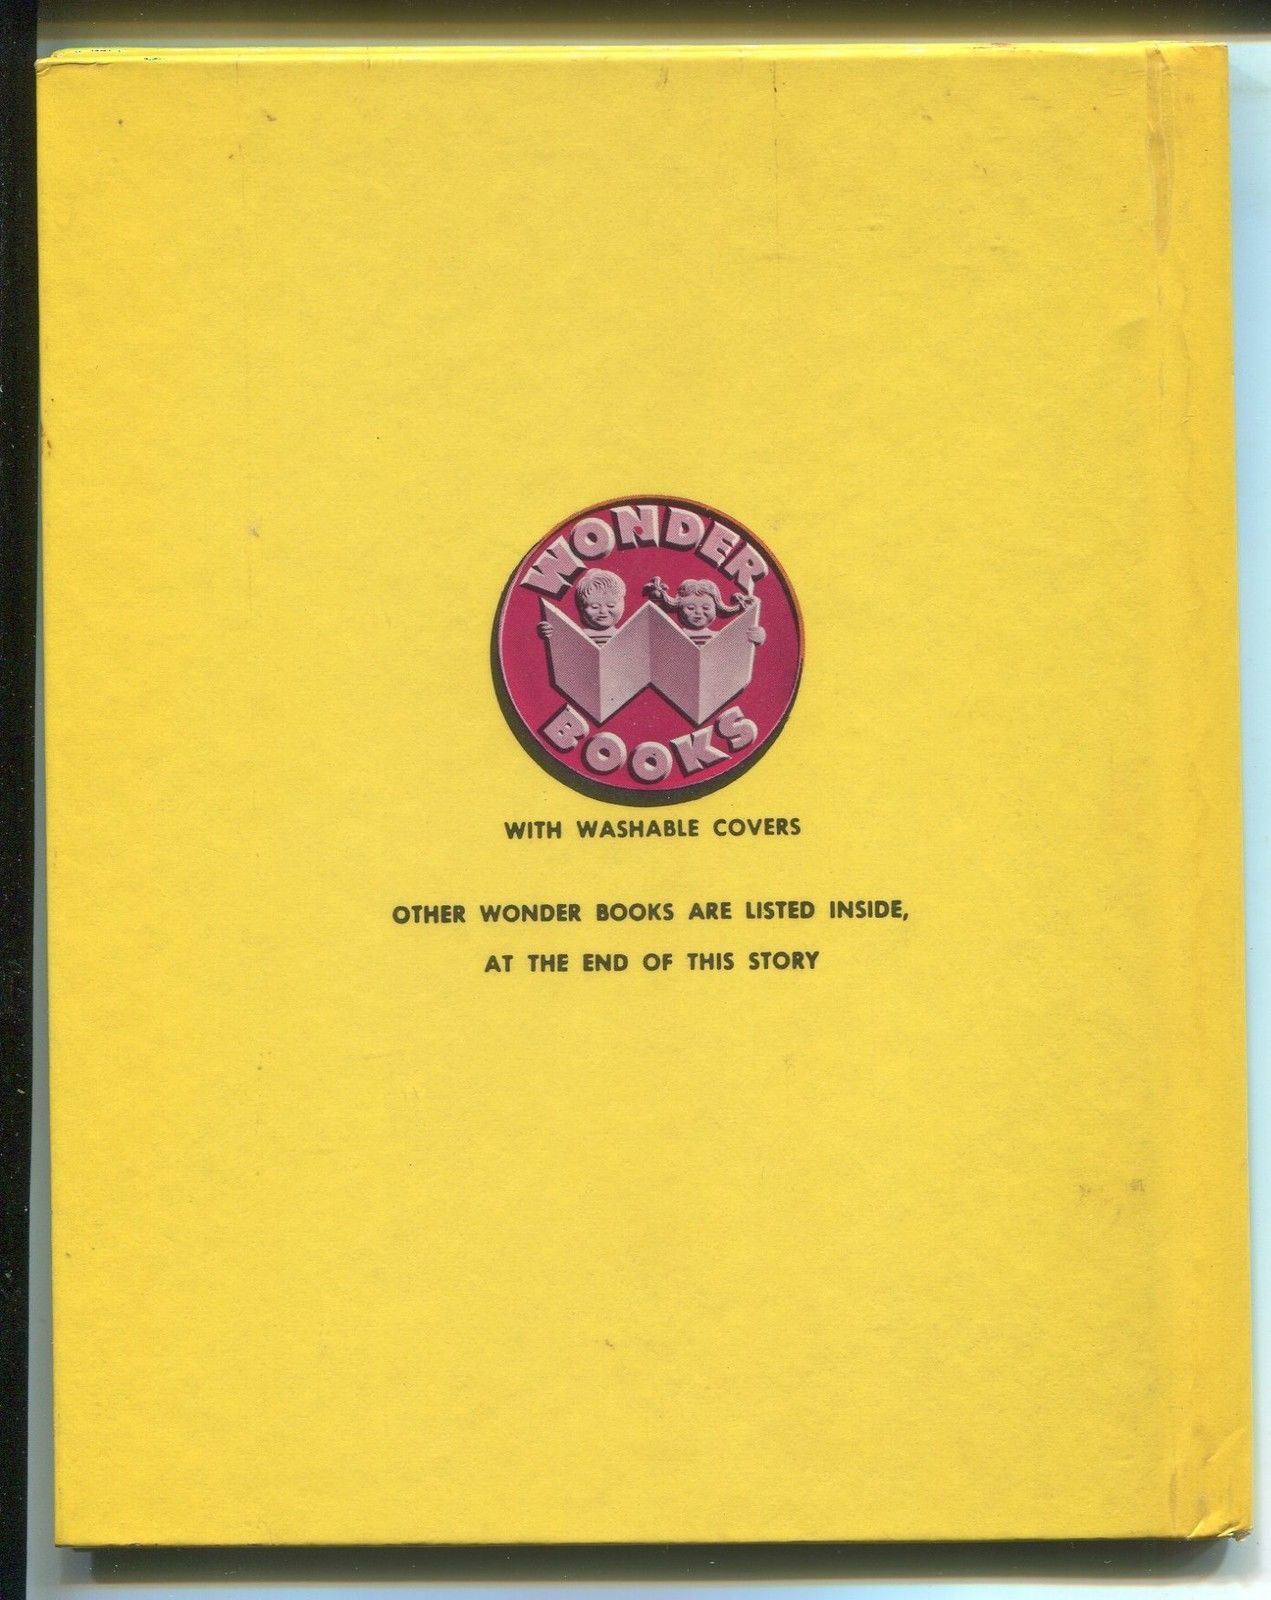 WONDER
BOOKS
WITH WASHABLE COVERS
OTHER WONDER BOOKS ARE LISTED INSIDE,
AT THE END OF THIS STORY